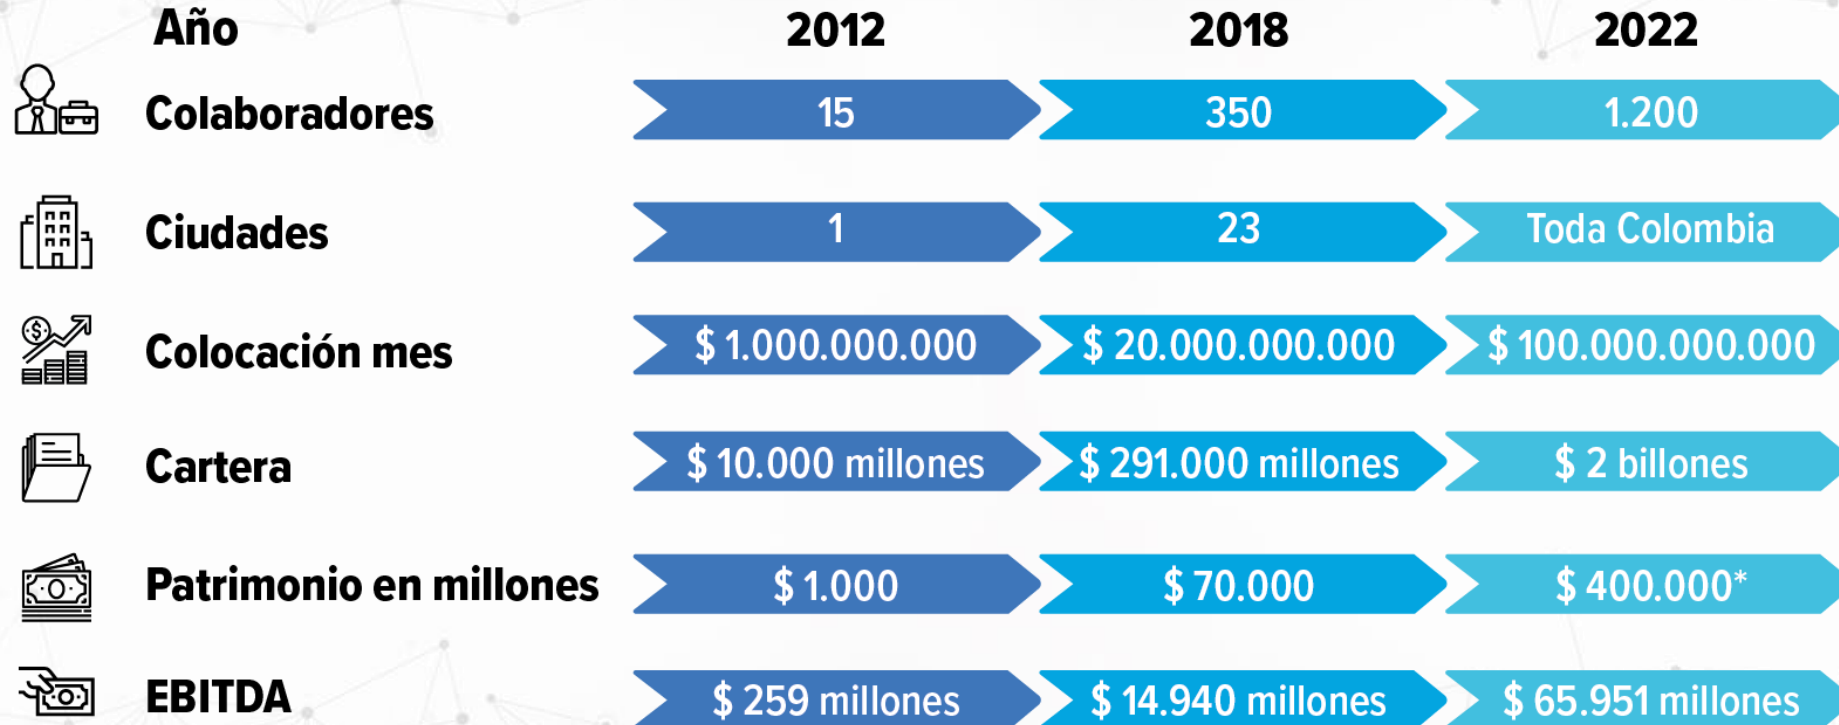 Año 2012 2018 2022
Colaboradores 15 350 1.200
Ciudades 1 23 Toda Colombia
Colocación mes $ 1.000.000.000 $ 20.000.000.000 $ 100.000.000.000
Cartera $ 10.000 millones $ 291.000 millones $ 2 billones
Patrimonio en millones $ 1.000 $ 70.000 $ 400.000*
EBITDA $ 259 millones $ 14.940 millones $ 65.951 millones